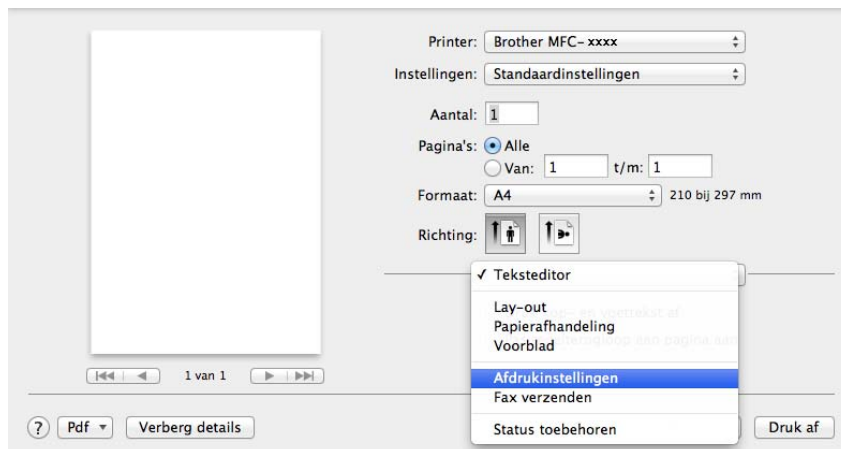 Printer: Brother MFC-xxxx
Instellingen: Standaardinstellingen
Aantal: 1
Pagina's: Alle
Van: 1 t/m: 1
Formaat: A4 210 bij 297 mm
Richting:
✓ Teksteditor
Lay-out
Papierafhandeling
Voorblad
Afdrukinstellingen
Fax verzenden
Status toebehoren
1 van 1
? Pdf Verberg details Druk af